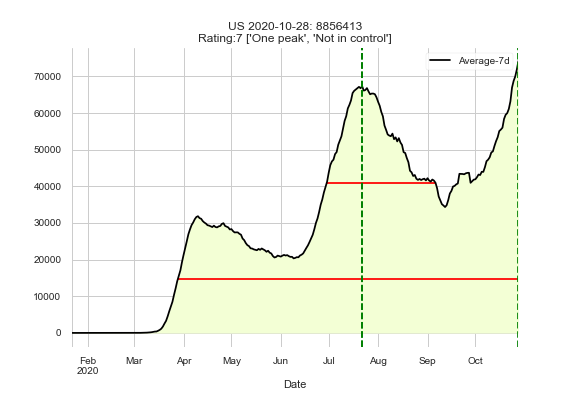 US 2020-10-28: 8856413
Rating:7 ['One peak', 'Not in control']
Average-7d
70000
60000
50000
40000
30000
20000
10000
0
Feb Mar Apr May Jun Jul Aug Sep Oct
2020
Date